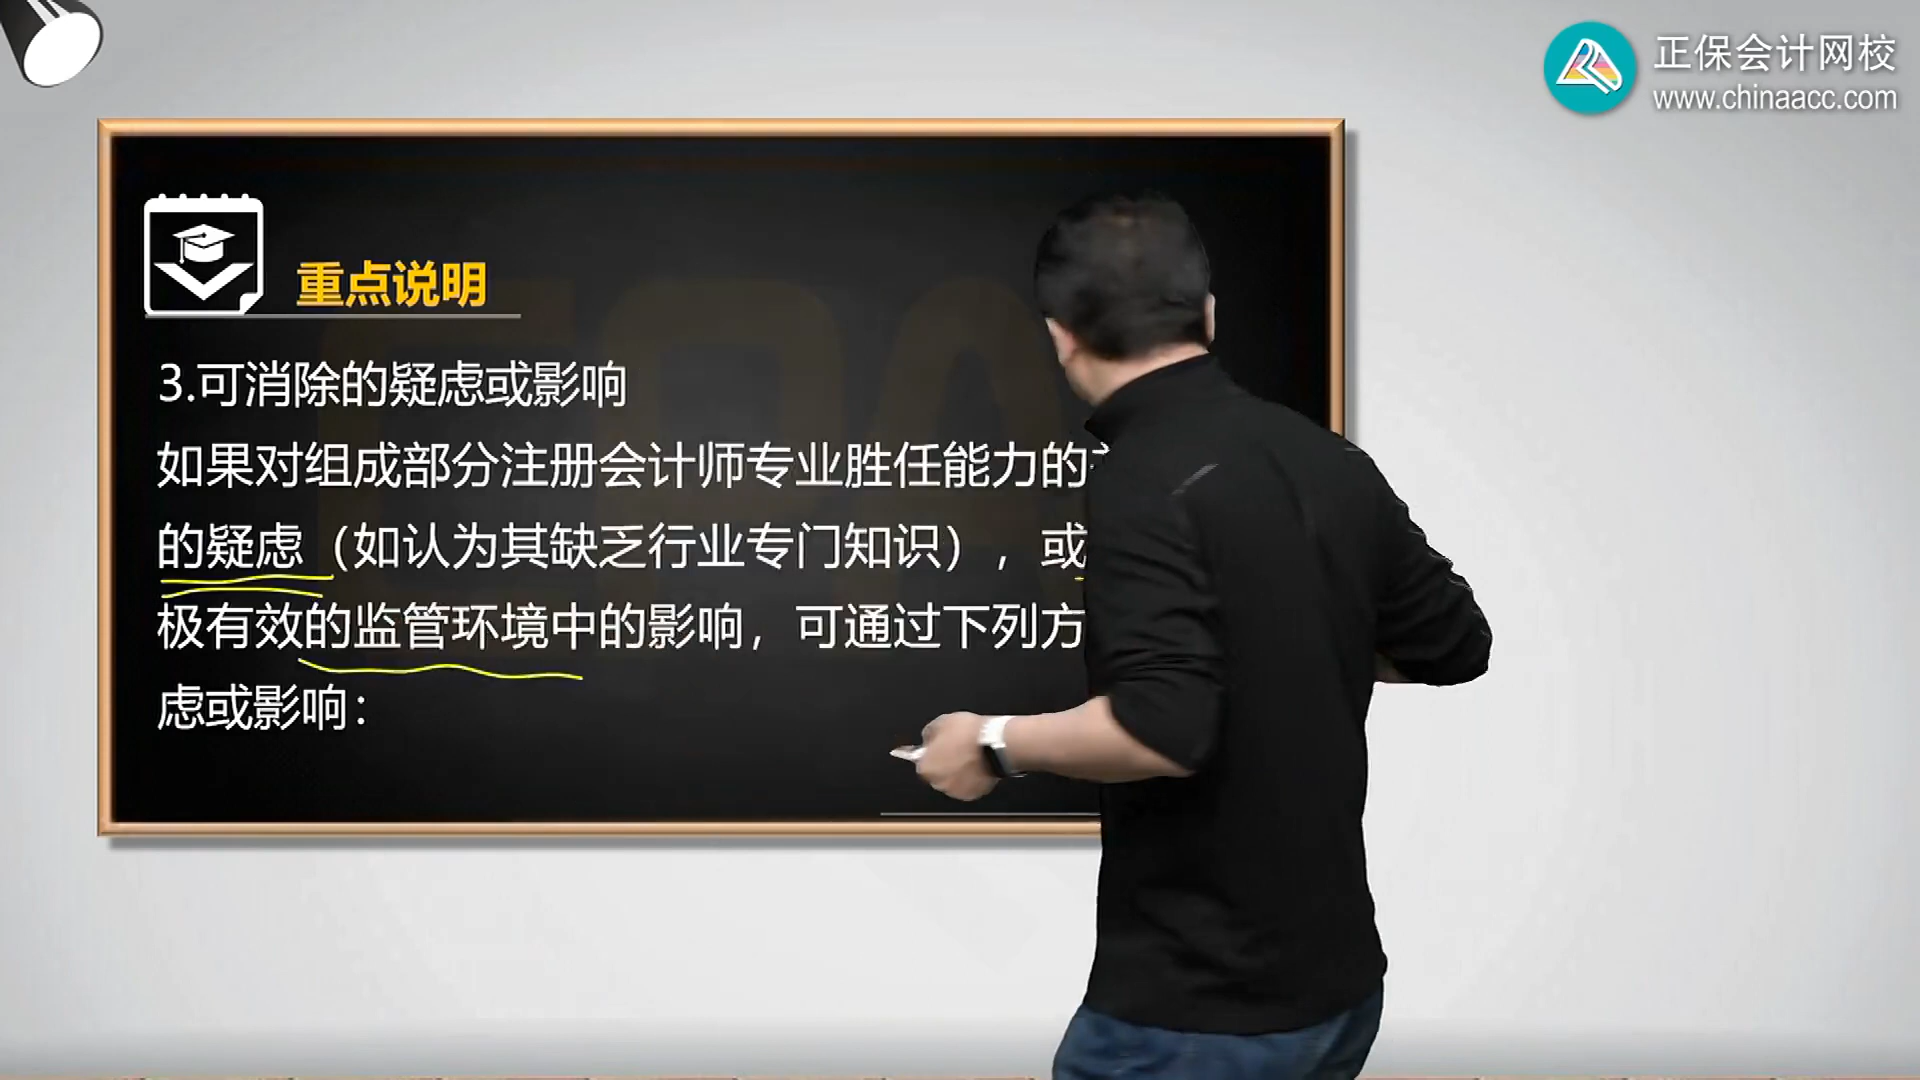 正保会计网校
www.chinaacc.com
重点说明
3.可消除的疑虑或影响
如果对组成部分注册会计师专业胜任能力的
的疑虑（如认为其缺乏行业专门知识），或
极有效的监管环境中的影响，可通过下列方
虑或影响：